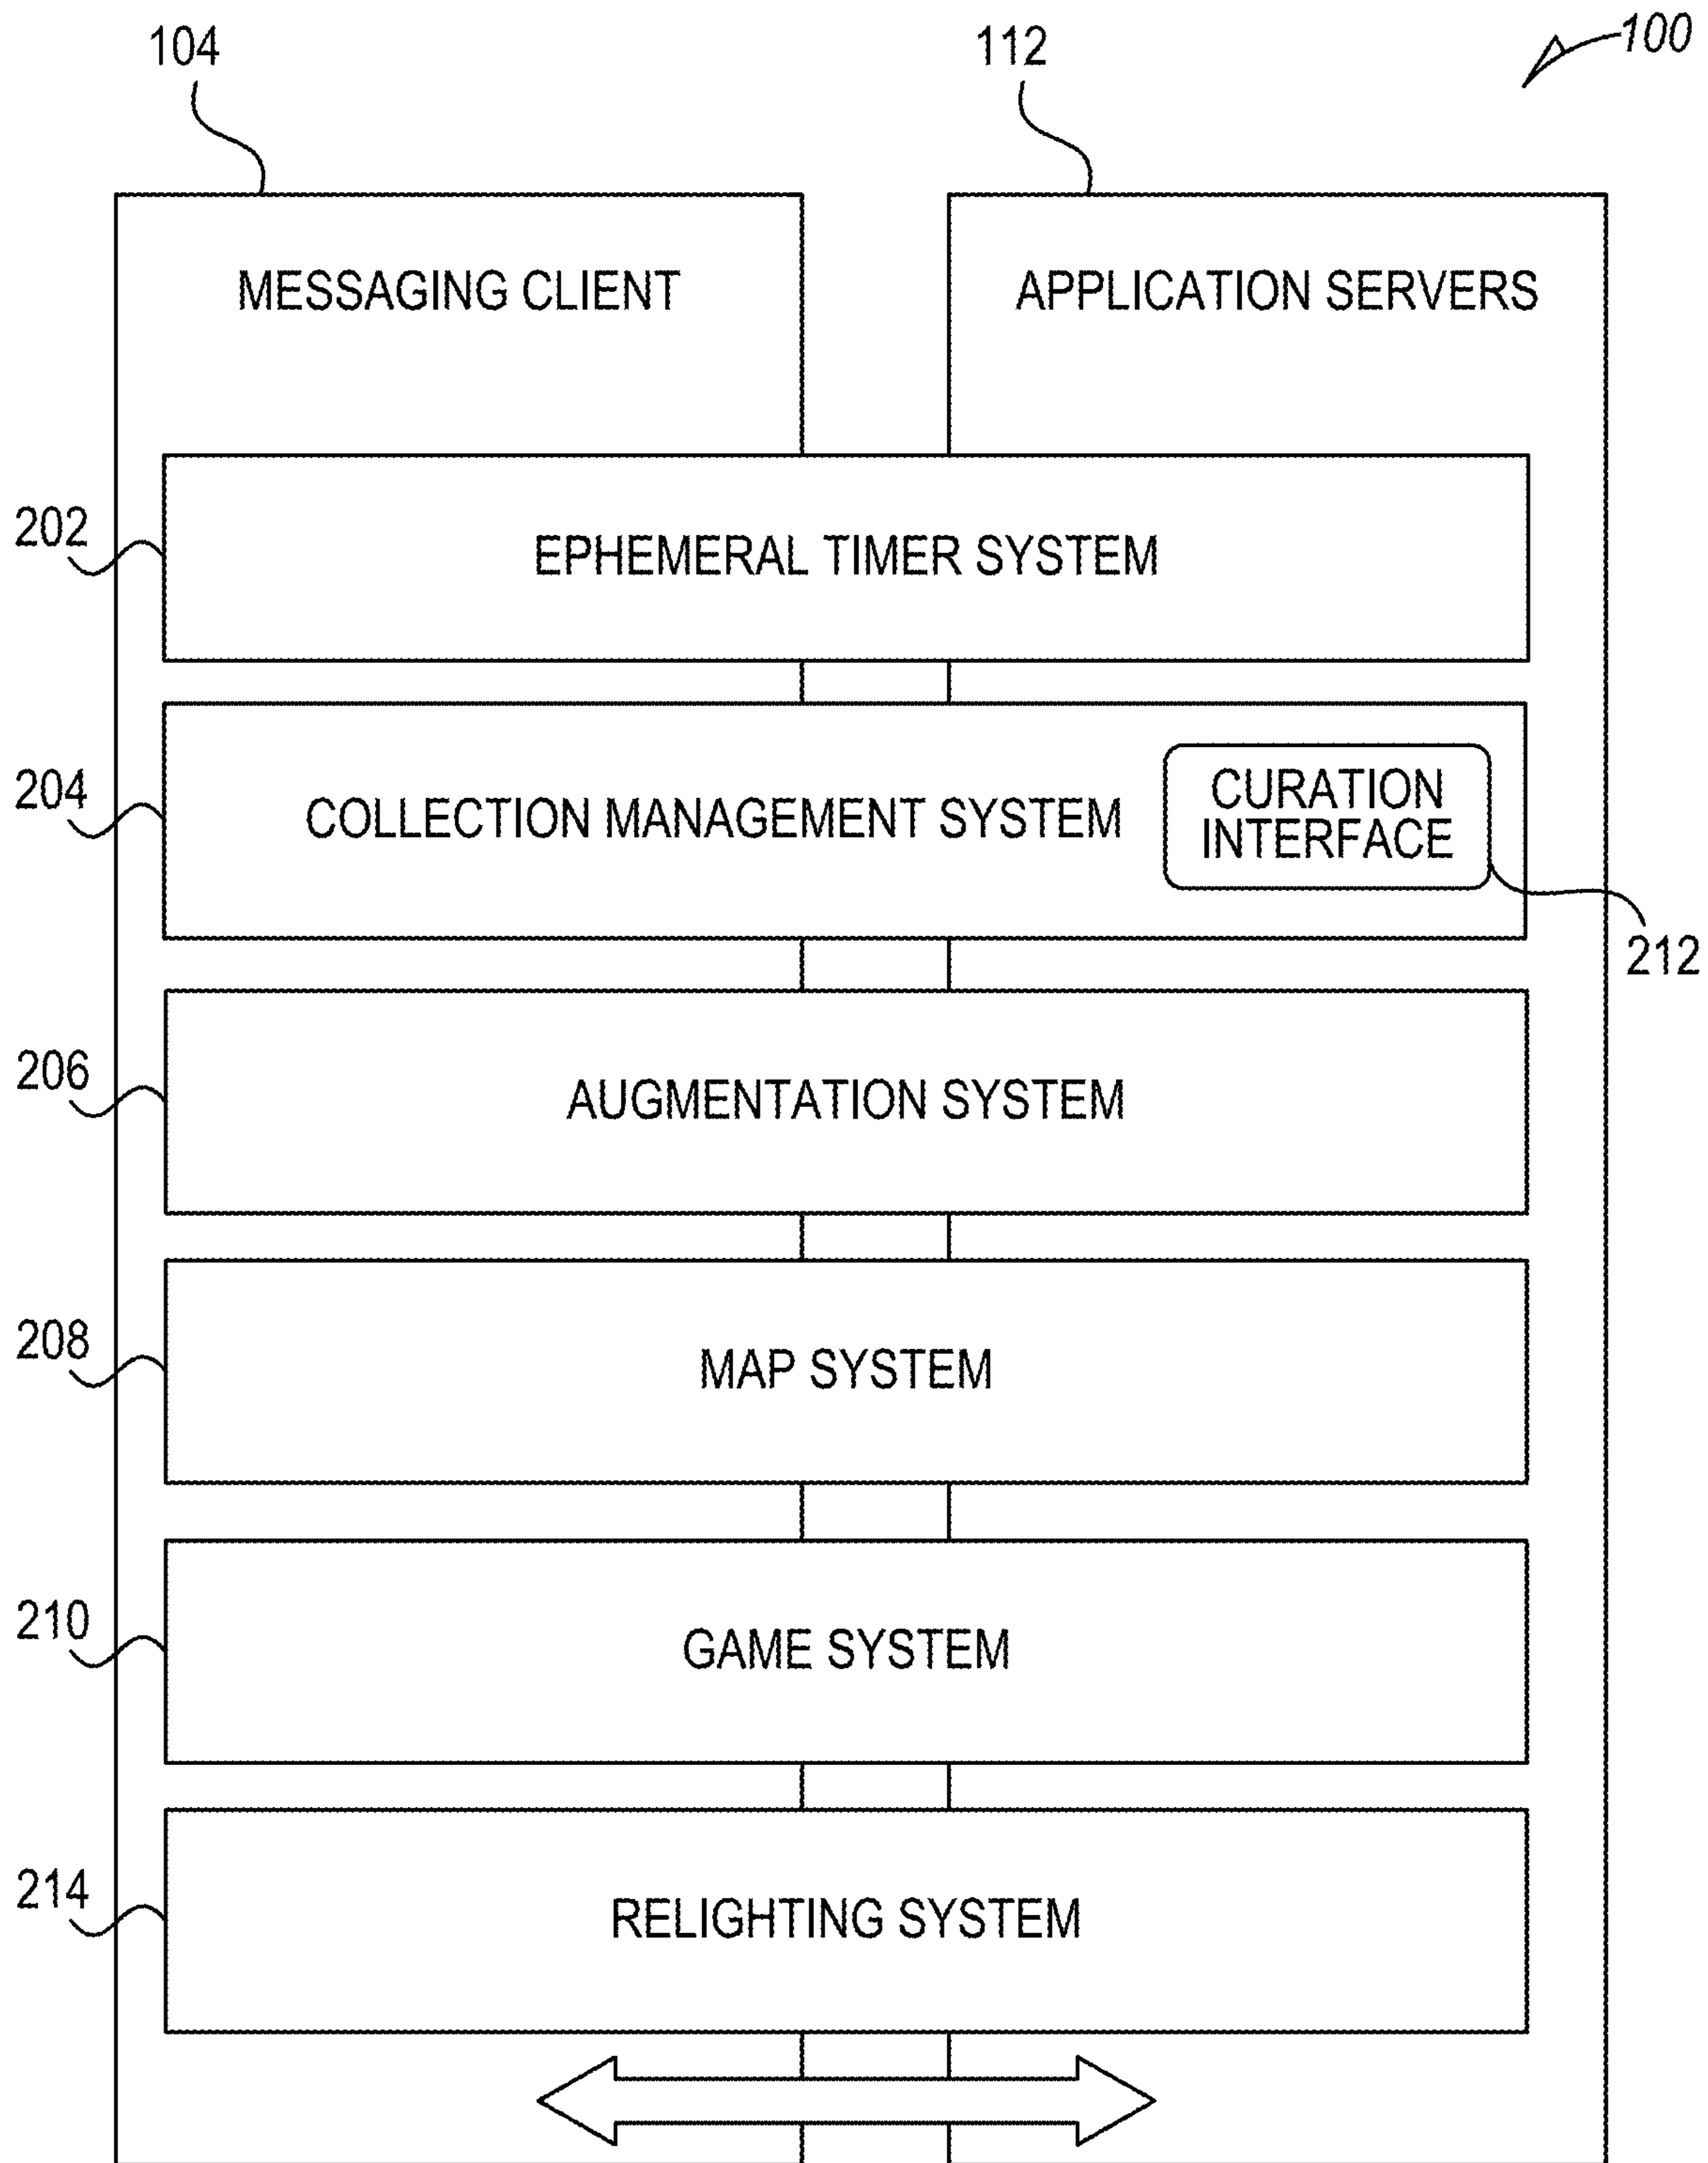 104
112
100
MESSAGING CLIENT
APPLICATION SERVERS
202
EPHEMERAL TIMER SYSTEM
204
COLLECTION MANAGEMENT SYSTEM
CURATION
INTERFACE
212
206
AUGMENTATION SYSTEM
208
MAP SYSTEM
210
GAME SYSTEM
214
RELIGHTING SYSTEM